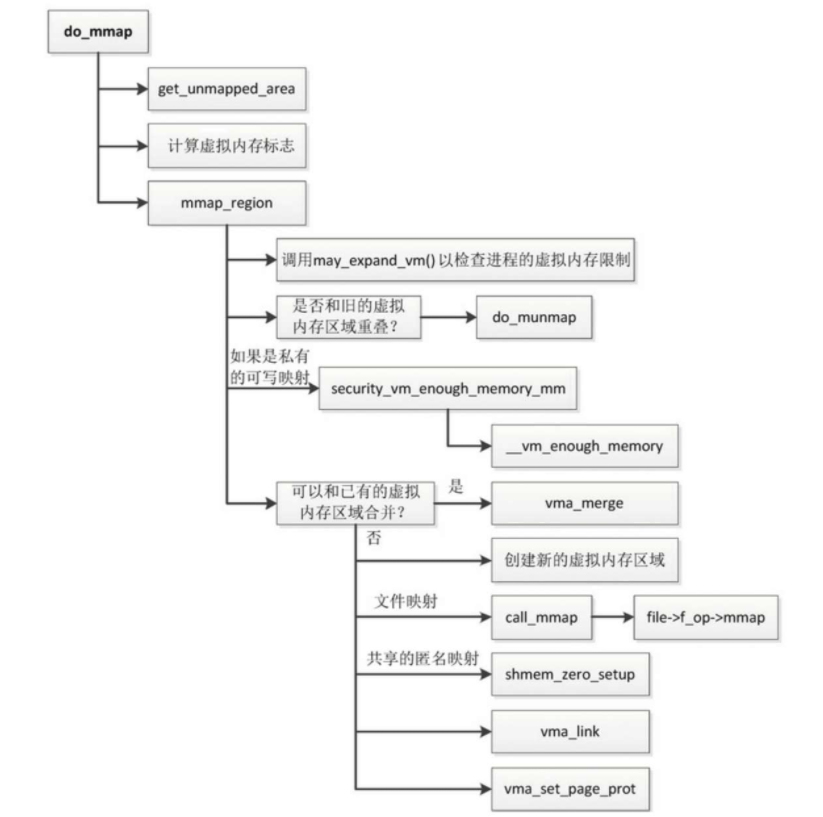 do_mmap
get_unmapped_area
计算虚拟内存标志
mmap_region
调用may_expand_vm()以检查进程的虚拟内存限制
是否和旧的虚拟
内存区域重叠？
do_munmap
如果是私有
的可写映射
security_vm_enough_memory_mm
__vm_enough_memory
可以和已有的虚拟
内存区域合并？
是
vma_merge
否
创建新的虚拟内存区域
文件映射
call_mmap
file->f_op->mmap
共享的匿名映射
shmem_zero_setup
vma_link
vma_set_page_prot